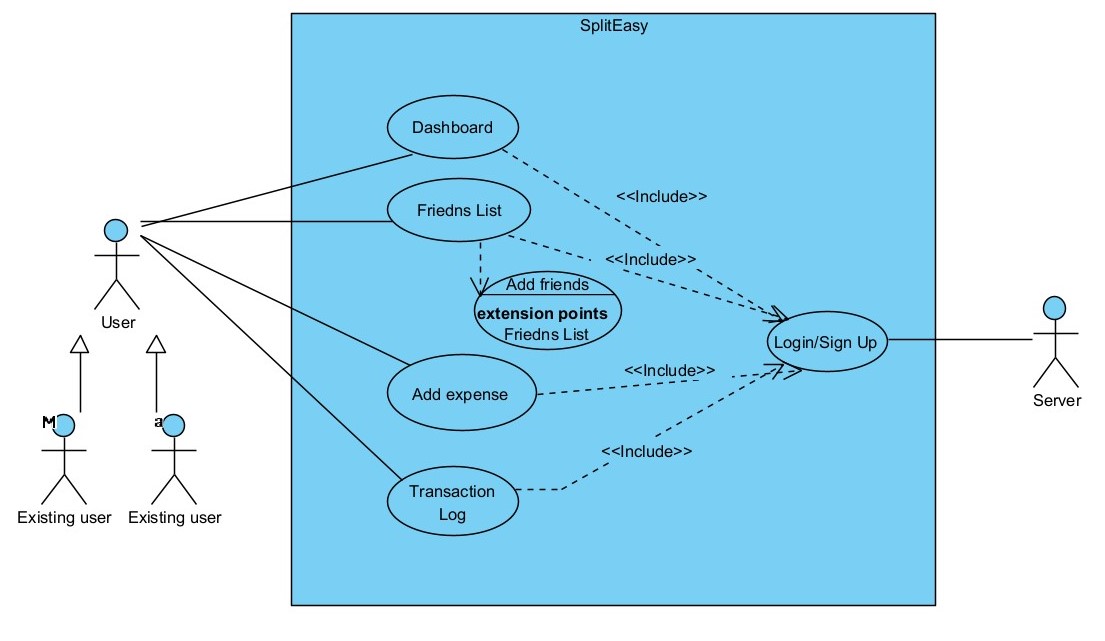 SplitEasy
Dashboard
<<Include>>
Friedns List
<<Include>>
User
Add friends
extension points
Friedns List
Login/Sign Up
Server
Add expense
<<Include>>
M
a
Transaction
Log
<<Include>>
Existing user
Existing user